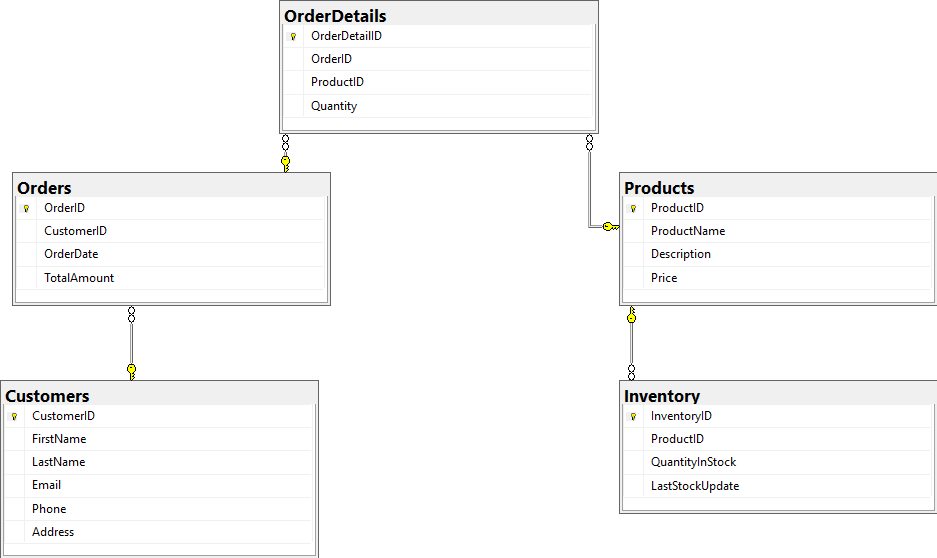 OrderDetails
OrderDetailID
OrderID
ProductID
Quantity
Orders
OrderID
CustomerID
OrderDate
TotalAmount
Products
ProductID
ProductName
Description
Price
Customers
CustomerID
FirstName
LastName
Email
Phone
Address
Inventory
InventoryID
ProductID
QuantityInStock
LastStockUpdate